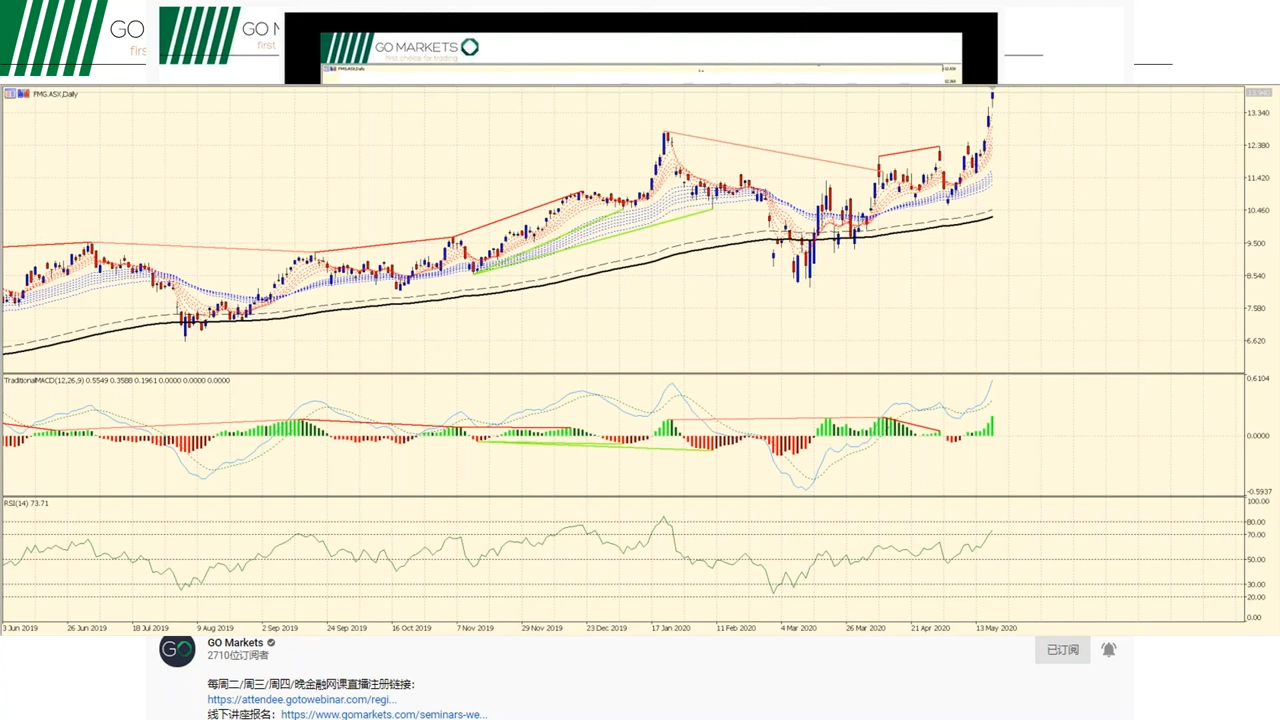 GO
GO M
GO MARKETS
firs
first
first choice for trading
FMG.ASX,Daily
FMG.ASX,Daily
13.940
13.340
12.380
11.420
10.460
9.500
8.540
7.580
6.620
TraditionalMACD(12,26,9) 0.5549 0.3588 0.1961 0.0000 0.0000 0.0000
0.6104
0.0000
-0.5937
RSI(14) 73.71
100.00
80.00
70.00
50.00
30.00
20.00
0.00
3 Jun 2019
26 Jun 2019
18 Jul 2019
9 Aug 2019
2 Sep 2019
24 Sep 2019
16 Oct 2019
7 Nov 2019
29 Nov 2019
23 Dec 2019
17 Jan 2020
11 Feb 2020
4 Mar 2020
26 Mar 2020
21 Apr 2020
13 May 2020
GO
GO Markets
2710位订阅者
已订阅
每周二/周三/周四/晚金融网课直播注册链接：
https://attendee.gotowebinar.com/regi...
线下讲座报名：https://www.gomarkets.com/seminars-we...